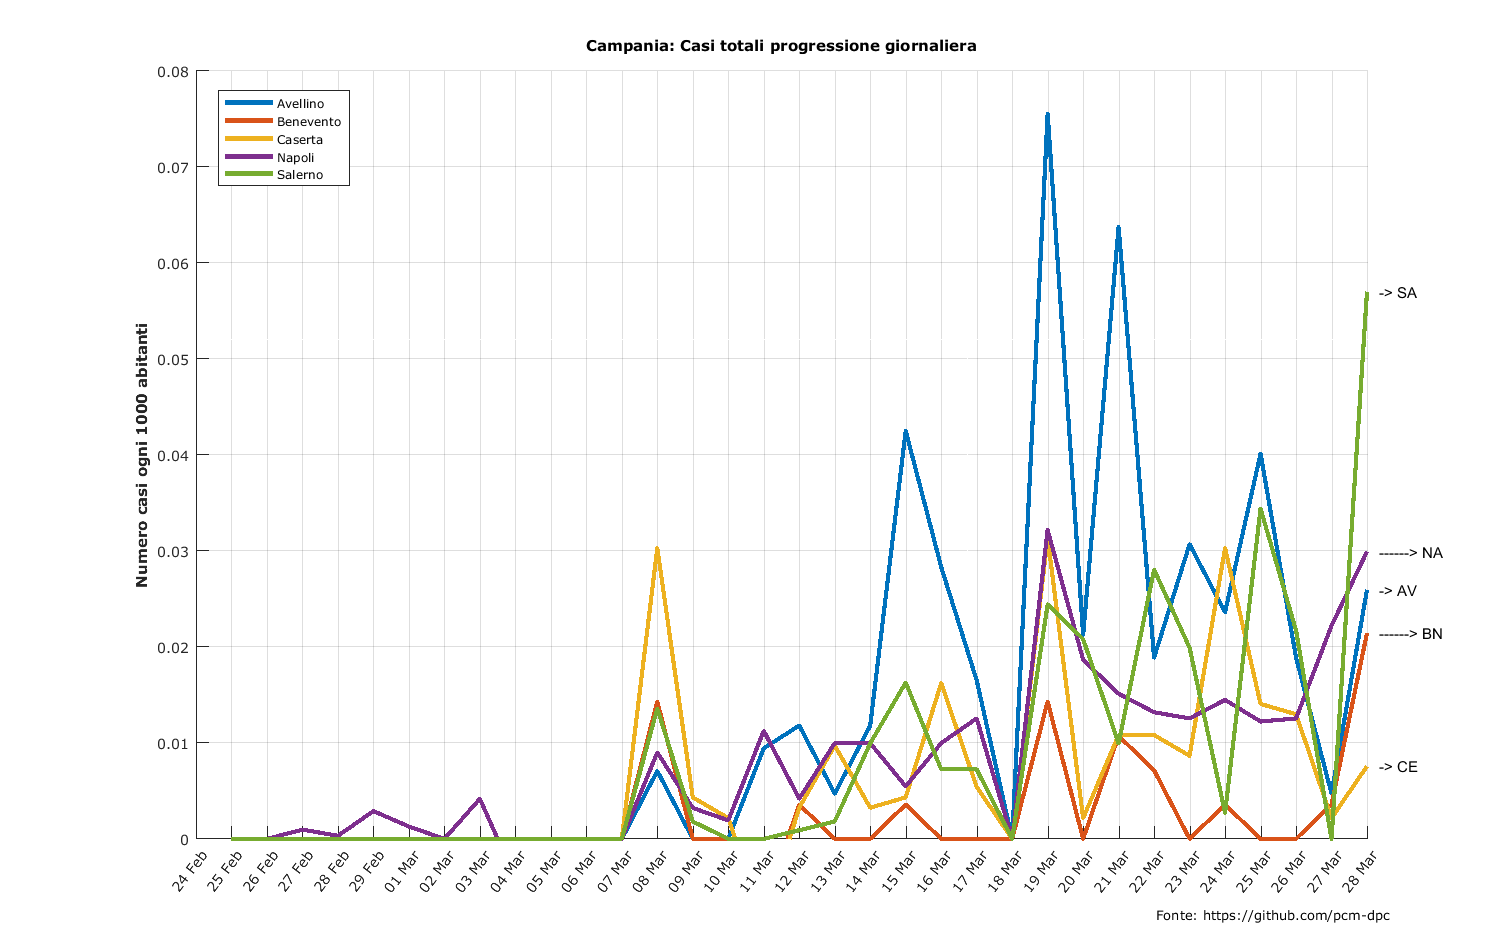 Campania: Casi totali progressione giornaliera
Numero casi ogni 1000 abitanti
0.08
0.07
0.06
0.05
0.04
0.03
0.02
0.01
0
Avellino
Benevento
Caserta
Napoli
Salerno
-> SA
------> NA
-> AV
------> BN
-> CE
24 Feb
25 Feb
26 Feb
27 Feb
28 Feb
29 Feb
01 Mar
02 Mar
03 Mar
04 Mar
05 Mar
06 Mar
07 Mar
08 Mar
09 Mar
10 Mar
11 Mar
12 Mar
13 Mar
14 Mar
15 Mar
16 Mar
17 Mar
18 Mar
19 Mar
20 Mar
21 Mar
22 Mar
23 Mar
24 Mar
25 Mar
26 Mar
27 Mar
28 Mar
Fonte: https://github.com/pcm-dpc